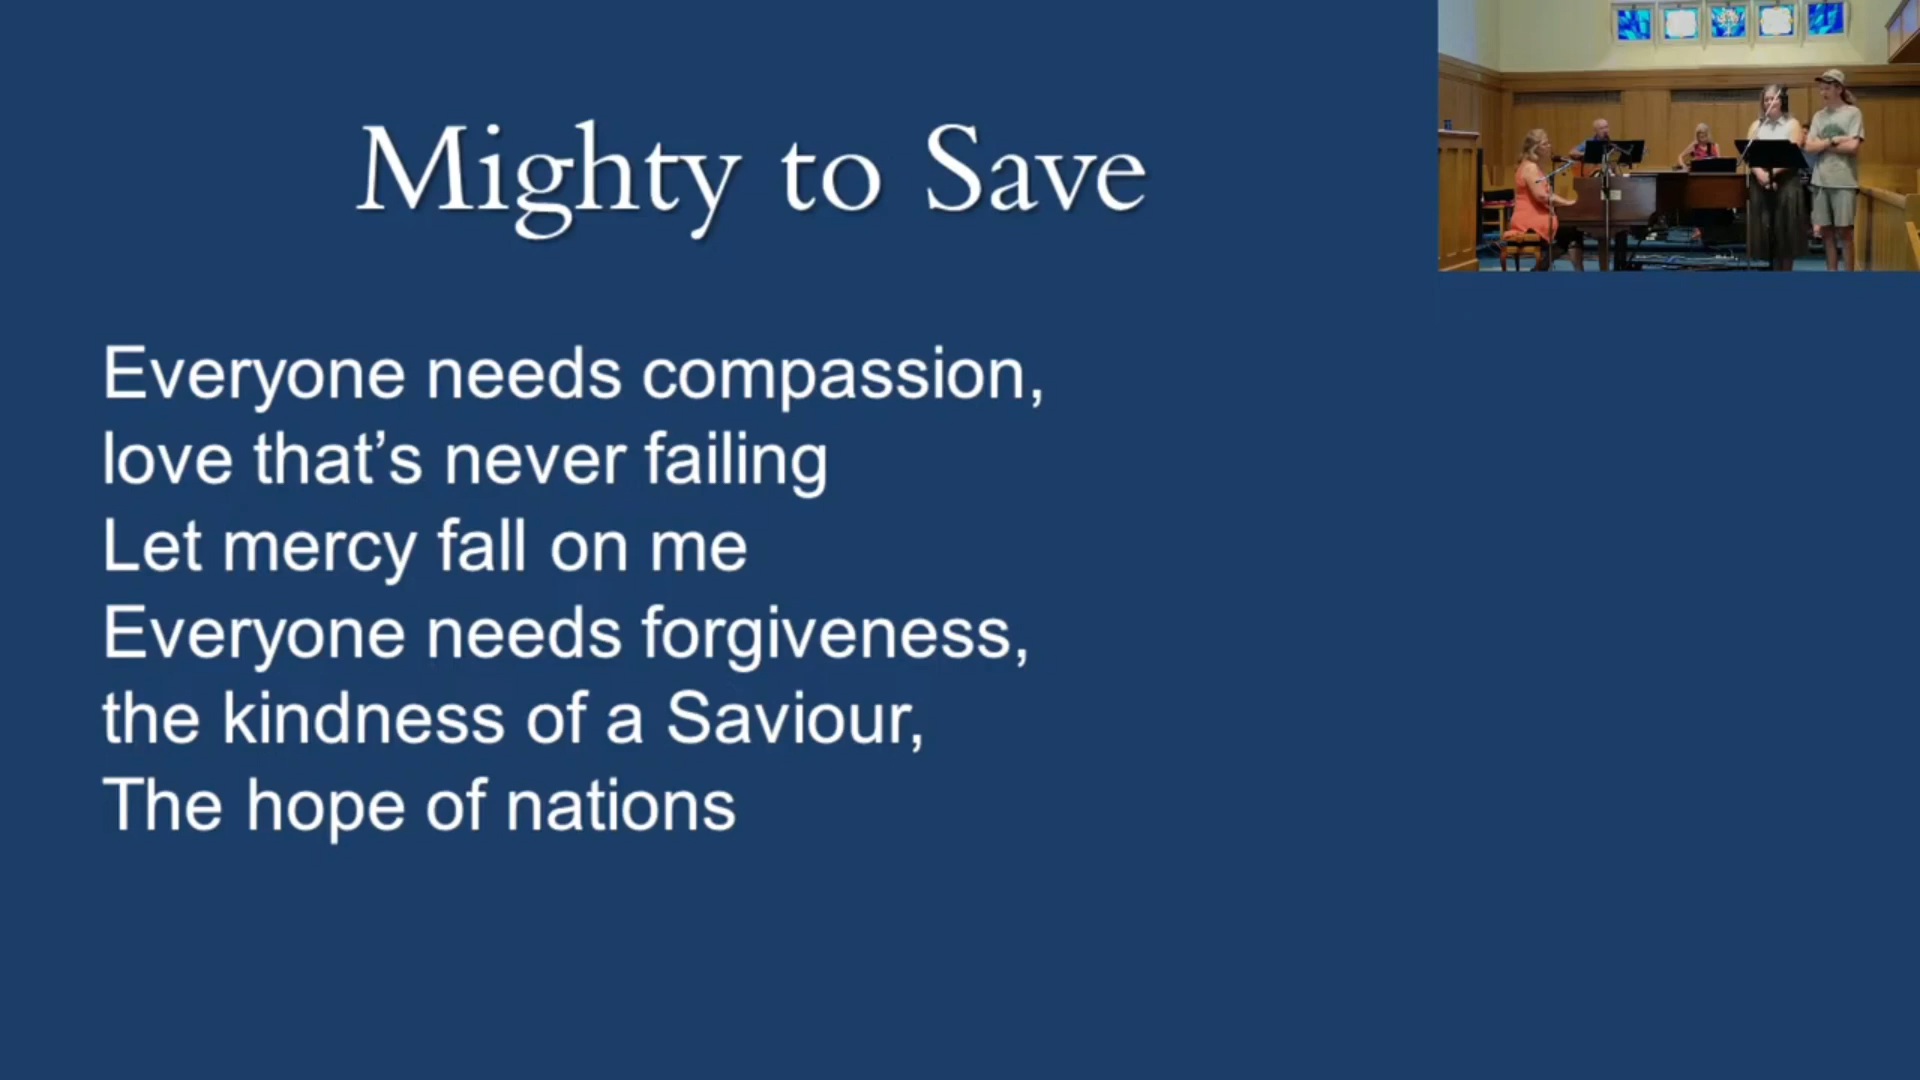 Mighty to Save
Everyone needs compassion,
love that’s never failing
Let mercy fall on me
Everyone needs forgiveness,
the kindness of a Saviour,
The hope of nations